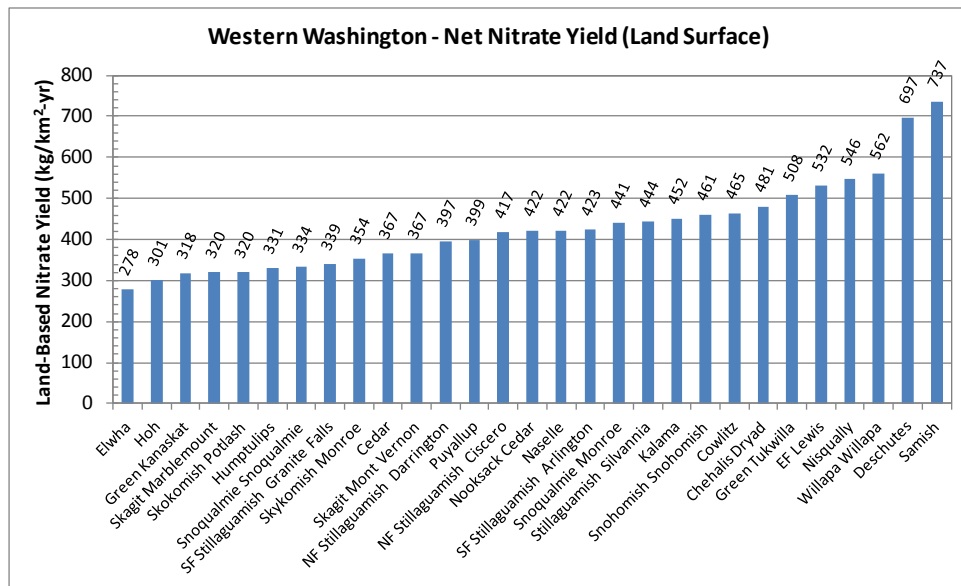 Western Washington - Net Nitrate Yield (Land Surface)
Land-Based Nitrate Yield (kg/km²-yr)
800
700
600
500
400
300
200
100
0
278
301
318
320
320
331
334
339
354
367
367
397
399
417
422
422
423
441
444
452
461
465
481
508
532
546
562
697
737
Elwha
Hoh
Green Kanaskat
Skagit Marblemount
Skokomish Potlash
Humptulips
Snoqualmie Snoqualmie
SF Stillaguamish Granite Falls
Skykomish Monroe
Cedar
Skagit Mont Vernon
NF Stillaguamish Darrington
Puyallup
NF Stillaguamish Ciscero
Nooksack Cedar
Naselle
SF Stillaguamish Arlington
Snoqualmie Monroe
Stillaguamish Silvannia
Kalama
Snohomish Snohomish
Cowlitz
Chehalis Dryad
Green Tukwilla
EF Lewis
Nisqually
Willapa Willapa
Deschutes
Samish